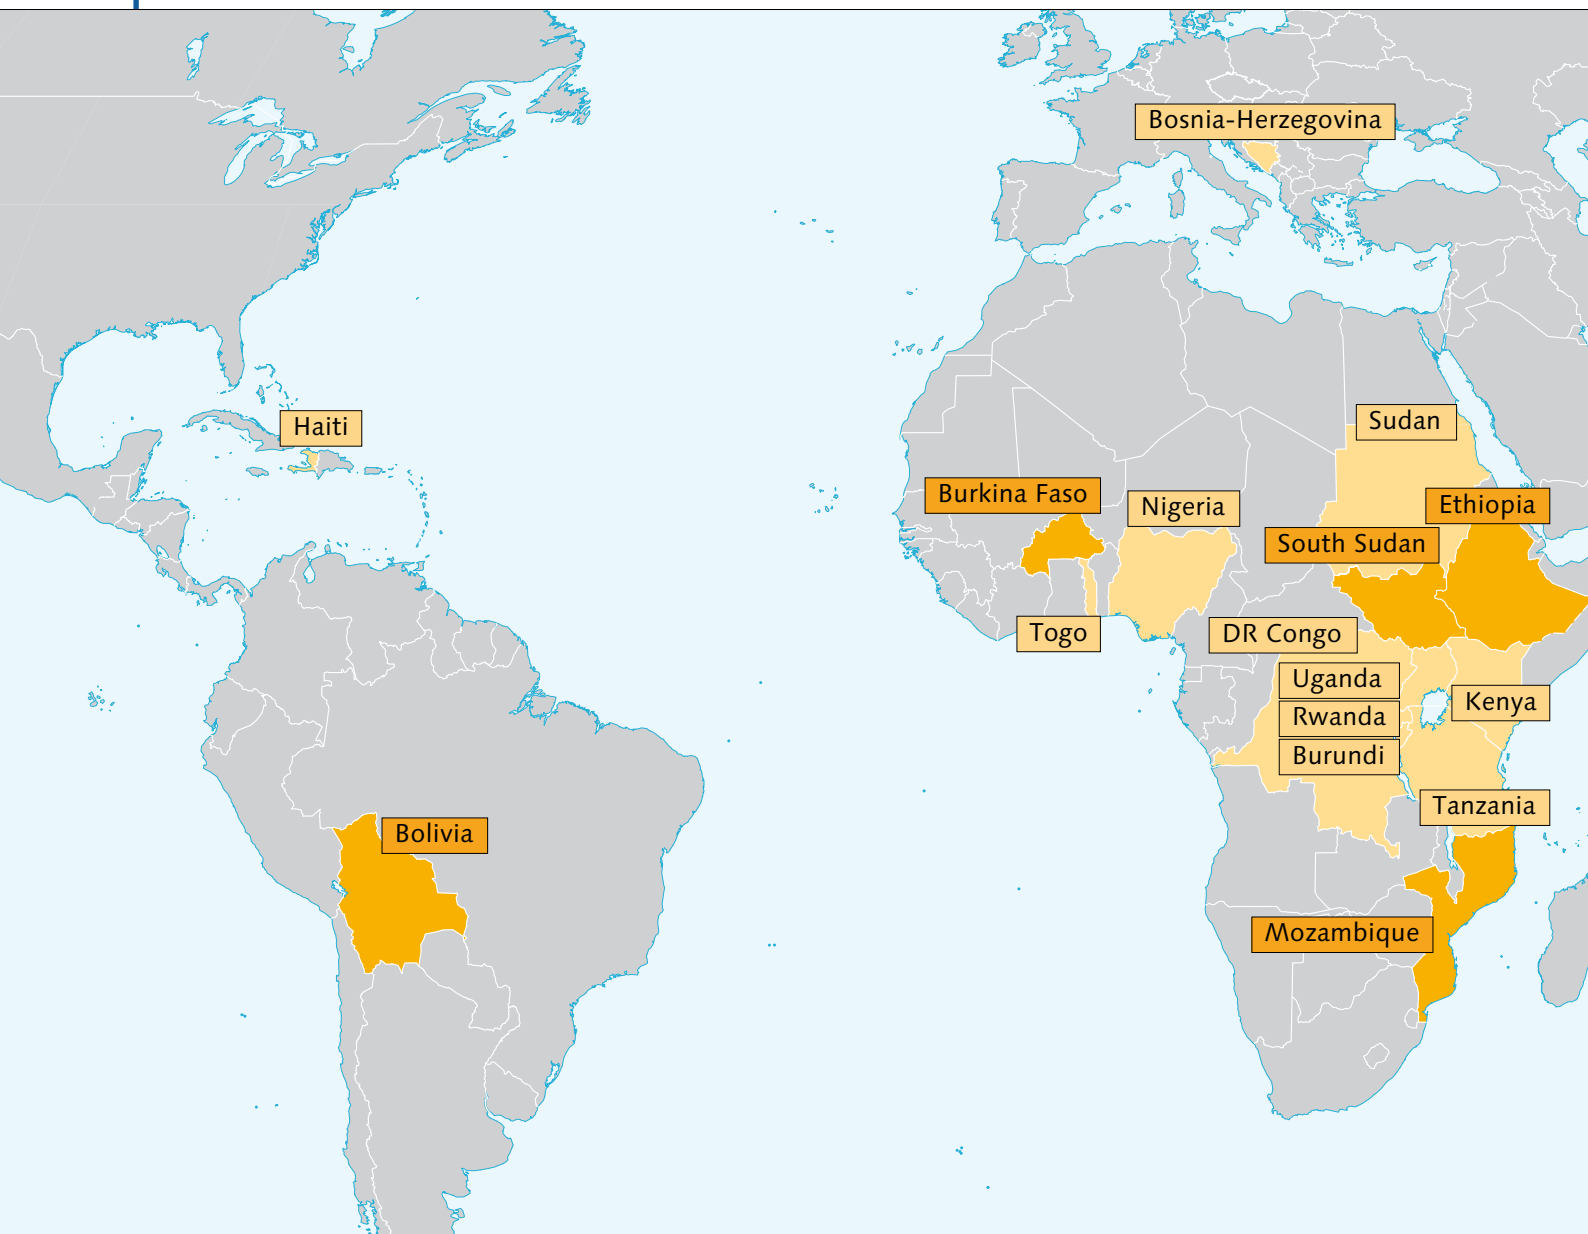 Bosnia-Herzegovina
Haiti
Sudan
Burkina Faso
Nigeria
Ethiopia
South Sudan
Togo
DR Congo
Uganda
Kenya
Rwanda
Burundi
Tanzania
Bolivia
Mozambique